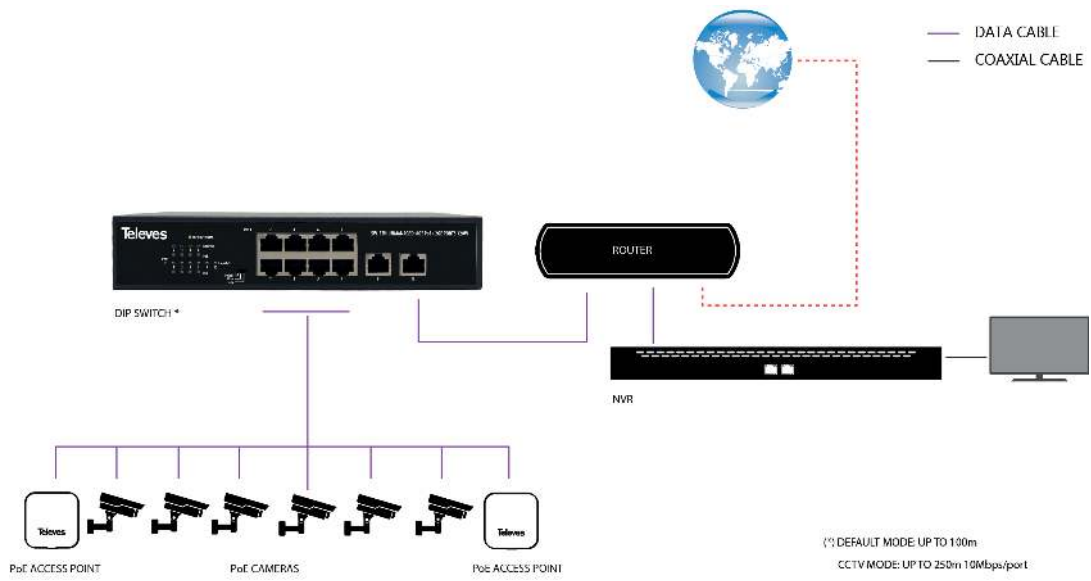 DATA CABLE
COAXIAL CABLE
Televes
ROUTER
DIP SWITCH *
NVR
Televes
Televes
PoE ACCESS POINT
PoE CAMERAS
PoE ACCESS POINT
(*) DEFAULT MODE: UP TO 100m
CCTV MODE: UP TO 250m 10Mbps/port